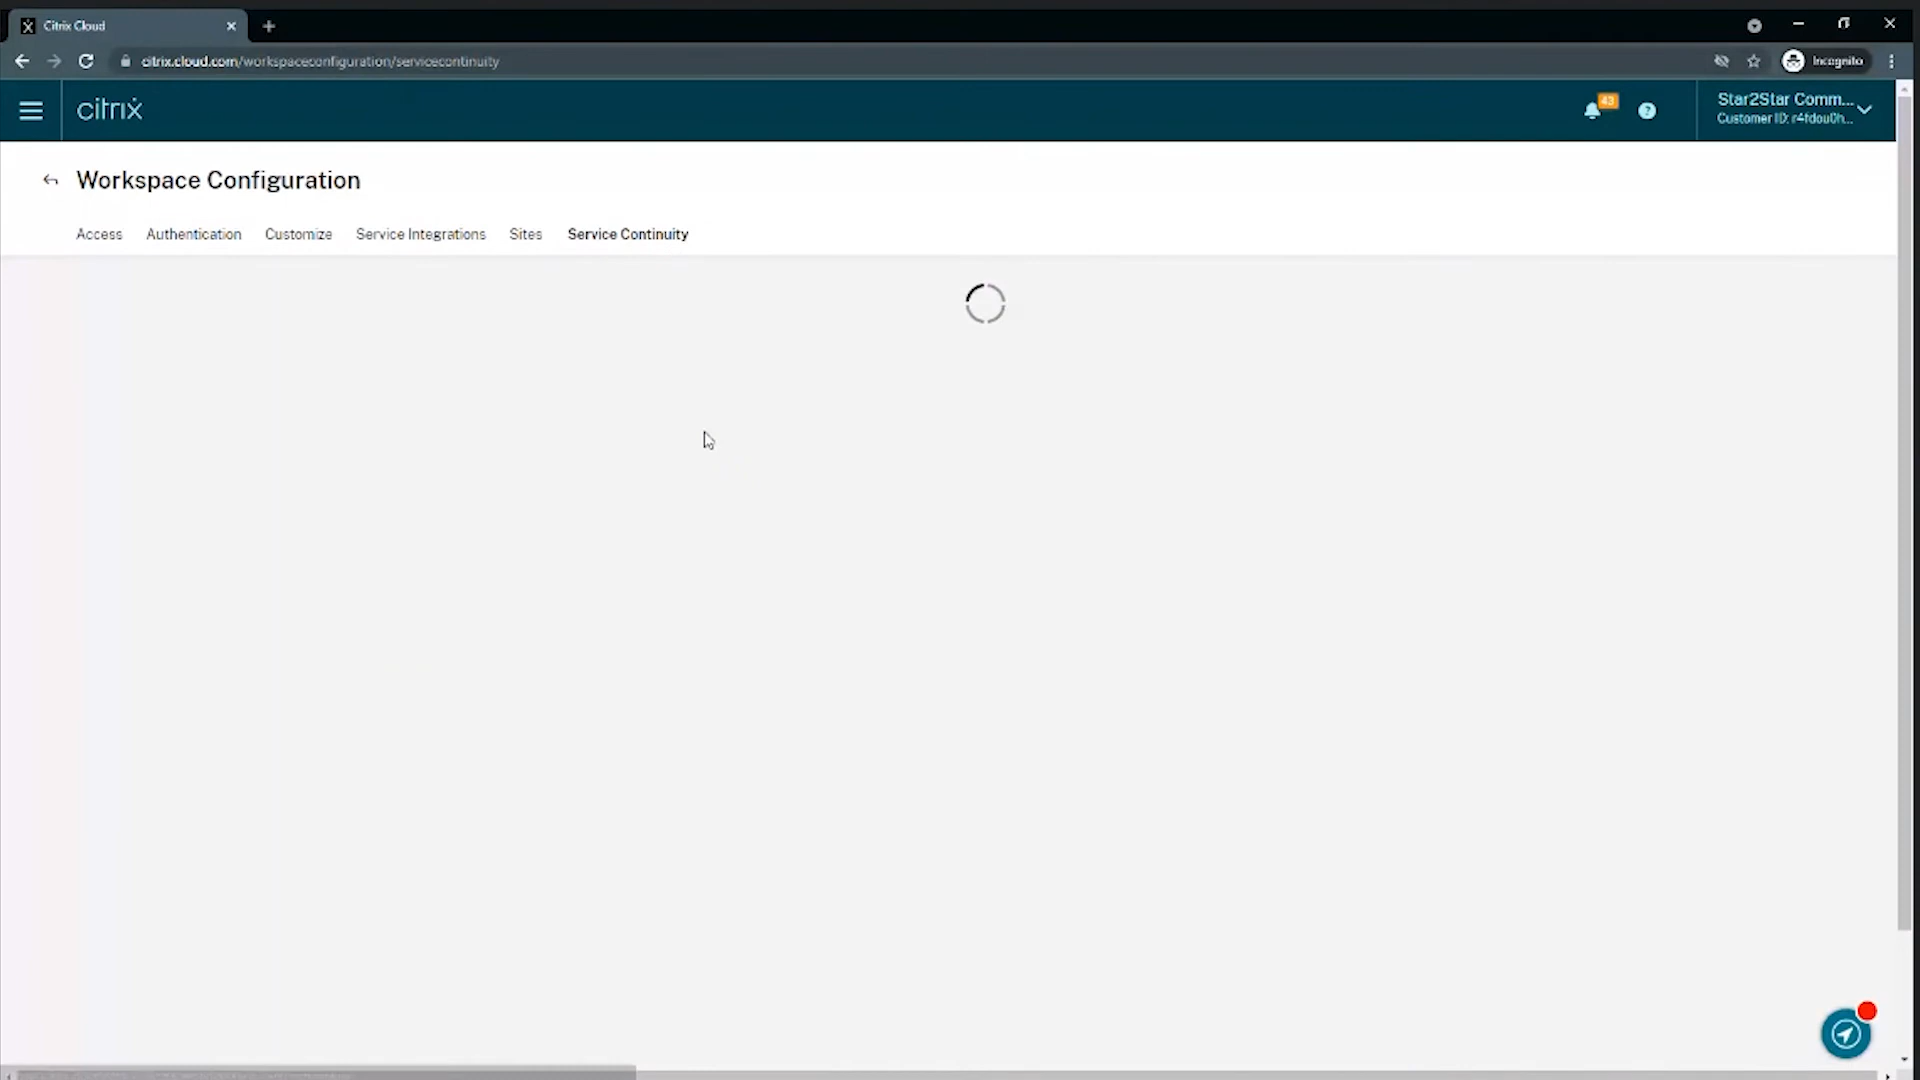 Citrix Cloud
citrix.cloud.com/workspaceconfiguration/servicecontinuity
Incognito
citrix
43
?
Star2Star Comm...
Customer ID: r4fdou0h...
Workspace Configuration
Access Authentication Customize Service Integrations Sites Service Continuity